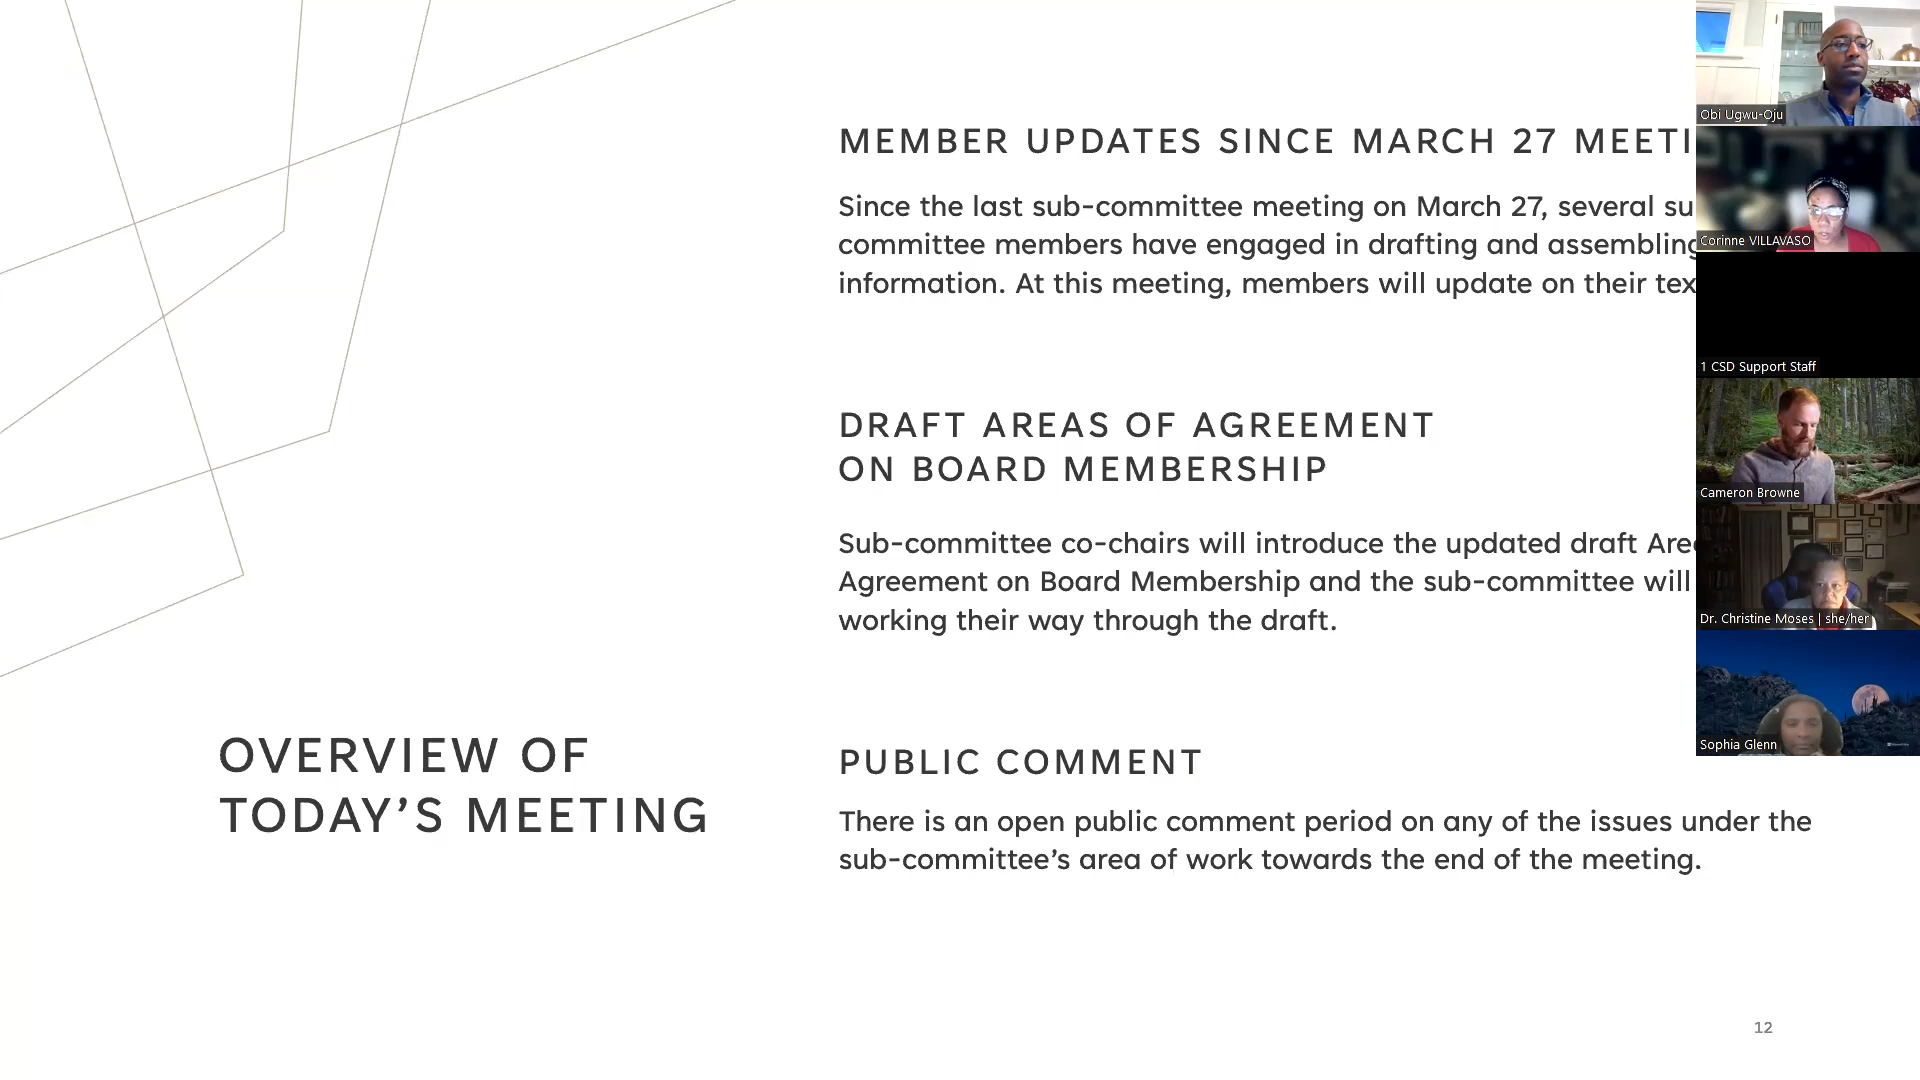 OVERVIEW OF
TODAY’S MEETING
MEMBER UPDATES SINCE MARCH 27 MEETI
Since the last sub-committee meeting on March 27, several su
committee members have engaged in drafting and assembling
information. At this meeting, members will update on their tex
DRAFT AREAS OF AGREEMENT
ON BOARD MEMBERSHIP
Sub-committee co-chairs will introduce the updated draft Are
Agreement on Board Membership and the sub-committee will
working their way through the draft.
PUBLIC COMMENT
There is an open public comment period on any of the issues under the
sub-committee’s area of work towards the end of the meeting.
12
Obi Ugwu-Oju
Corinne VILLAVASO
1 CSD Support Staff
Cameron Browne
Dr. Christine Moses | she/her
Sophia Glenn